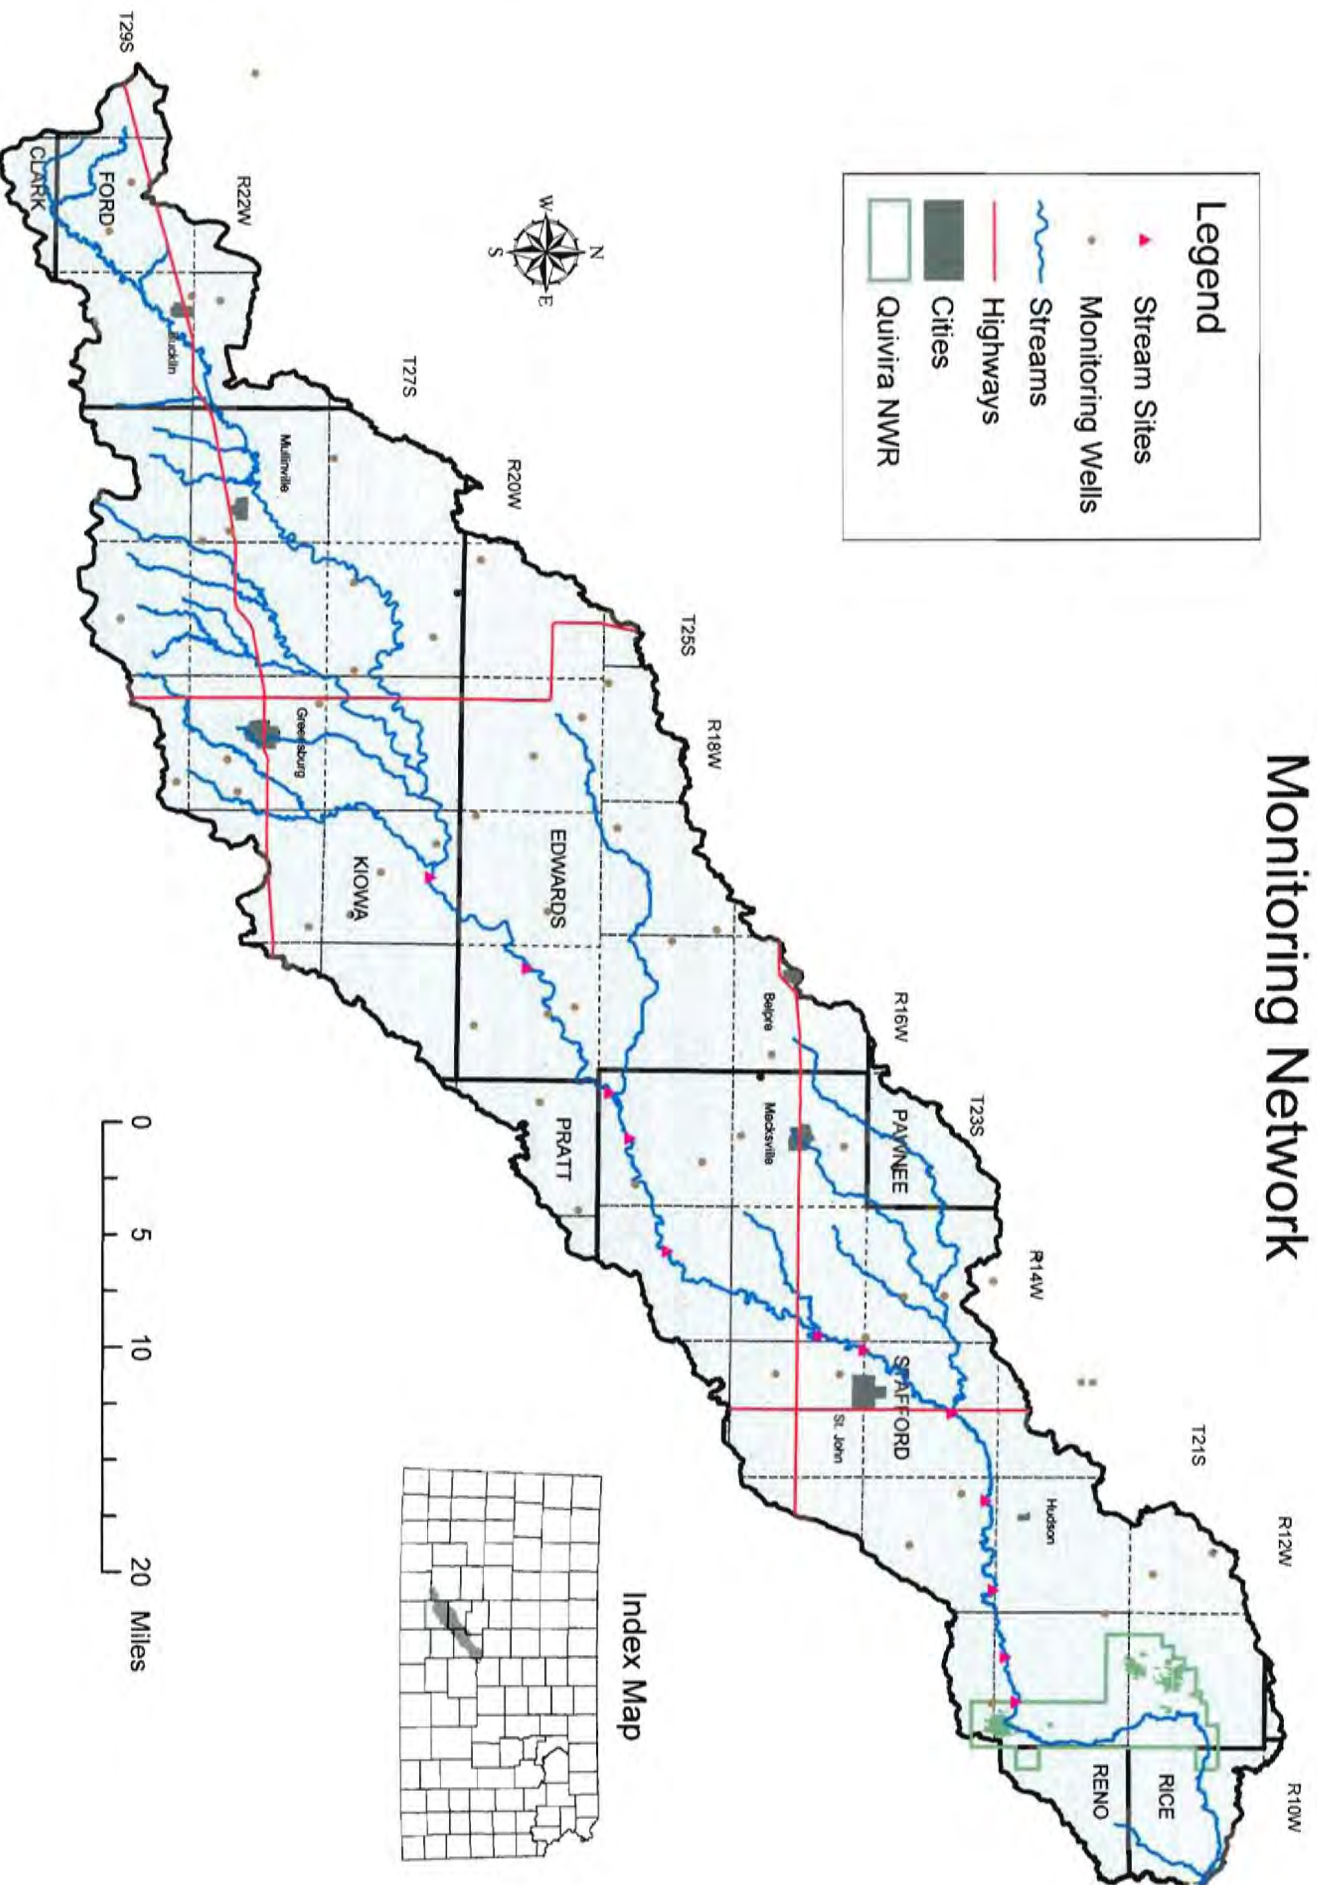 Monitoring Network
Legend
Stream Sites
Monitoring Wells
Streams
Highways
Cities
Quivira NWR
N
W
E
S
T29S
R22W
T27S
R20W
T25S
R18W
R16W
T23S
R14W
T21S
R12W
R10W
CLARK
FORD
Bucklin
Mullinville
Greensburg
KIOWA
EDWARDS
Belpre
Macksville
PRATT
PAWNEE
STAFFORD
St. John
Hudson
RENO
RICE
0 5 10 20 Miles
Index Map